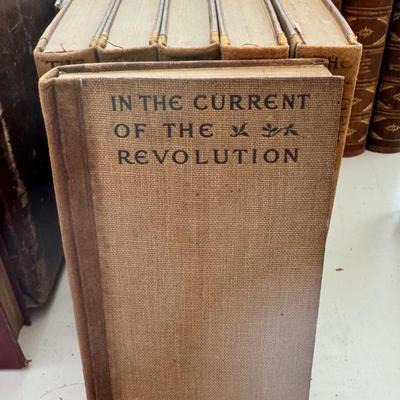 IN THE CURRENT
OF THE
REVOLUTION